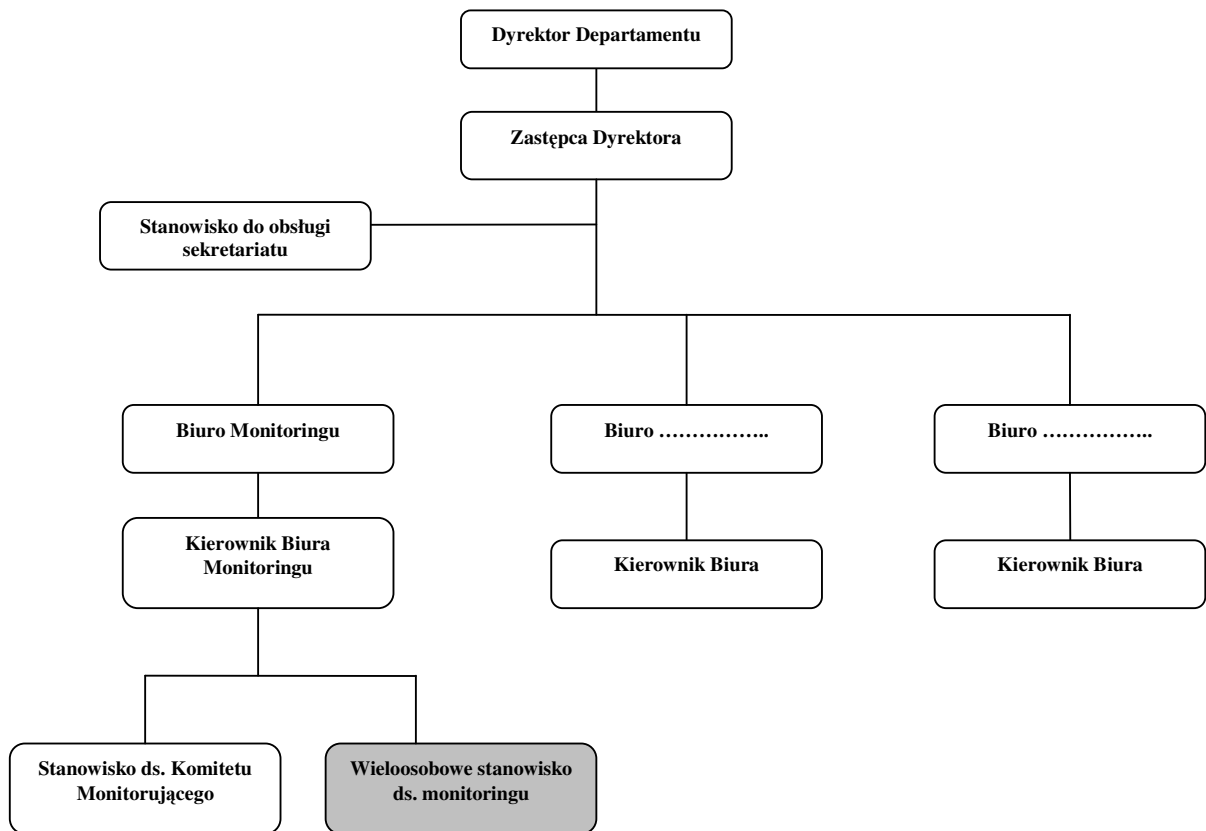 Dyrektor Departamentu
Zastępca Dyrektora
Stanowisko do obsługi
sekretariatu
Biuro Monitoringu
Biuro ……………..
Biuro ……………..
Kierownik Biura
Monitoringu
Kierownik Biura
Kierownik Biura
Stanowisko ds. Komitetu
Monitorującego
Wieloosobowe stanowisko
ds. monitoringu